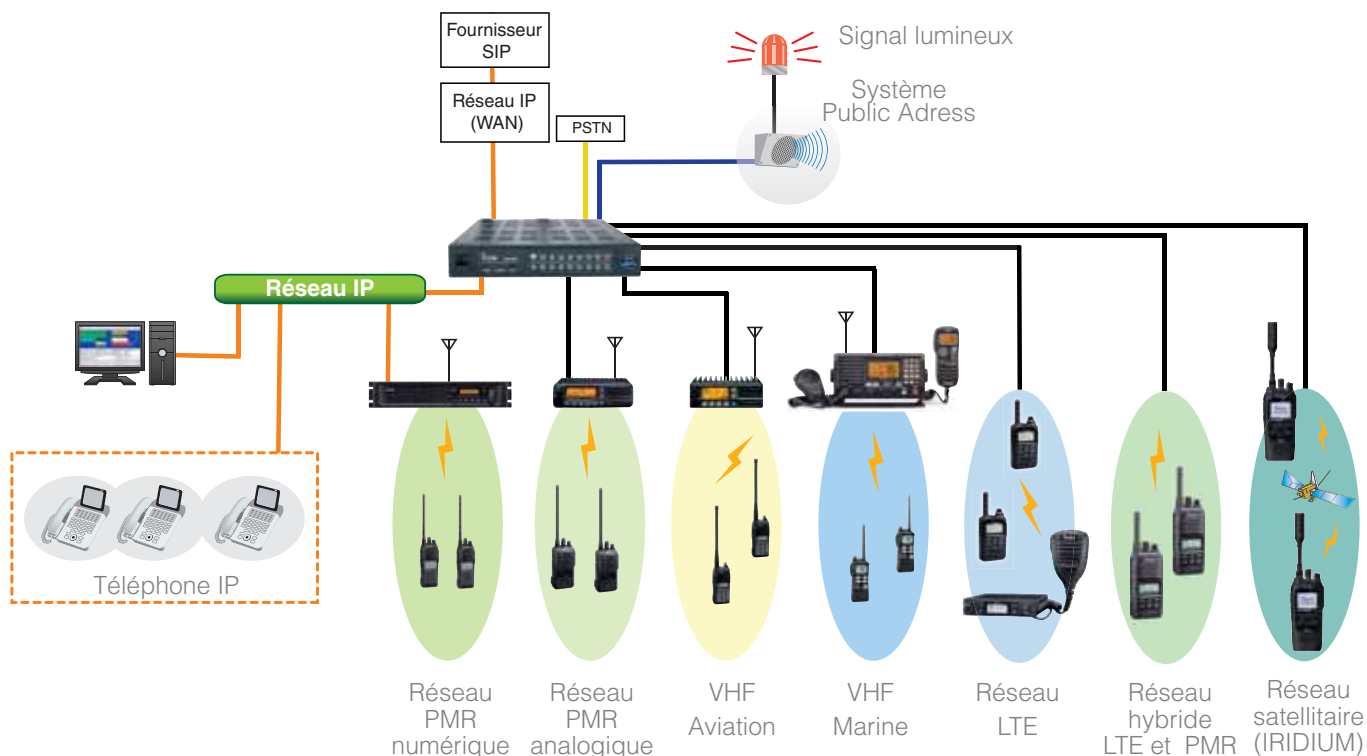 Fournisseur
SIP
Réseau IP
(WAN)
PSTN
Signal lumineux
Système
Public Adress
Réseau IP
Téléphone IP
Réseau
PMR
numérique
Réseau
PMR
analogique
VHF
Aviation
VHF
Marine
Réseau
LTE
Réseau
hybride
LTE et PMR
Réseau
satellitaire
(IRIDIUM)